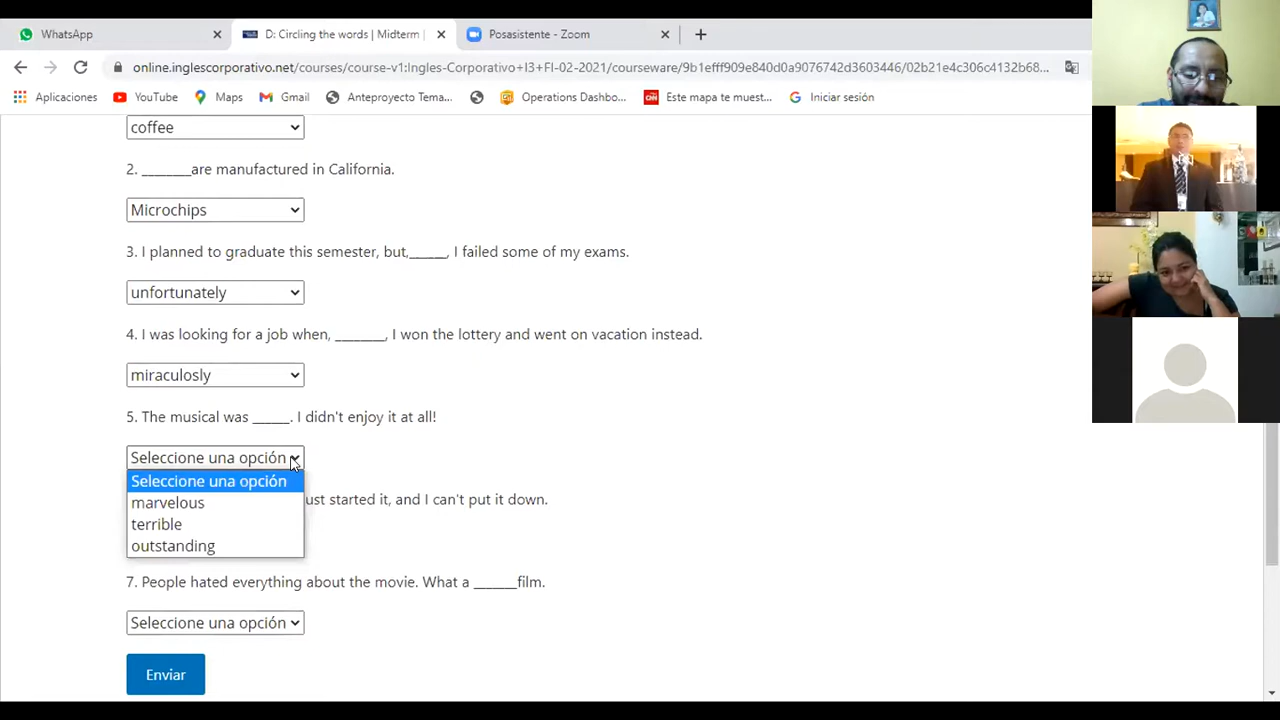 WhatsApp
D: Circling the words | Midterm
Posasistente - Zoom
online.inglescorporativo.net/courses/course-v1:Ingles-Corporativo+I3+FI-02-2021/courseware/9b1efff909e840d0a9076742d3603446/02b21e4c306c4132b68...
Aplicaciones
YouTube
Maps
Gmail
Anteproyecto Tema...
Operations Dashbo...
Este mapa te muest...
Iniciar sesión
coffee
2. ________are manufactured in California.
Microchips
3. I planned to graduate this semester, but,______, I failed some of my exams.
unfortunately
4. I was looking for a job when, ________, I won the lottery and went on vacation instead.
miraculosly
5. The musical was ______. I didn't enjoy it at all!
Seleccione una opción
Seleccione una opción
marvelous
terrible
outstanding
ust started it, and I can't put it down.
7. People hated everything about the movie. What a _______film.
Seleccione una opción
Enviar